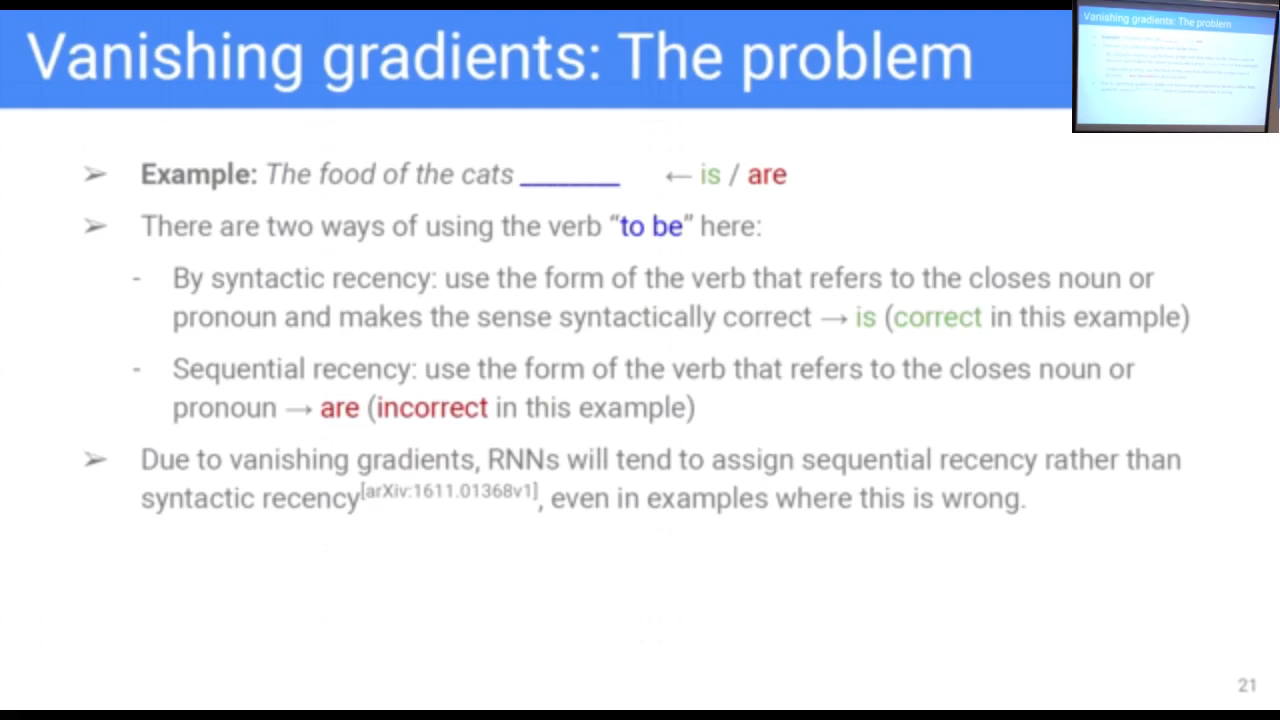 Vanishing gradients: The problem
Vanishing gradients: The problem
➢ Example: The food of the cats _______ ← is / are
➢ There are two ways of using the verb “to be” here:
- By syntactic recency: use the form of the verb that refers to the closes noun or
pronoun and makes the sense syntactically correct → is (correct in this example)
- Sequential recency: use the form of the verb that refers to the closes noun or
pronoun → are (incorrect in this example)
➢ Due to vanishing gradients, RNNs will tend to assign sequential recency rather than
syntactic recency[arXiv:1611.01368v1], even in examples where this is wrong.
21